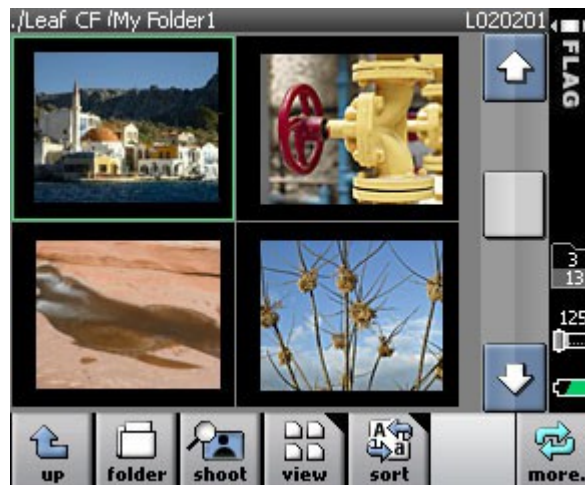 ./Leaf CF /My Folder1 L020201
FLAG
3
13
125
A a
up folder shoot view sort more.